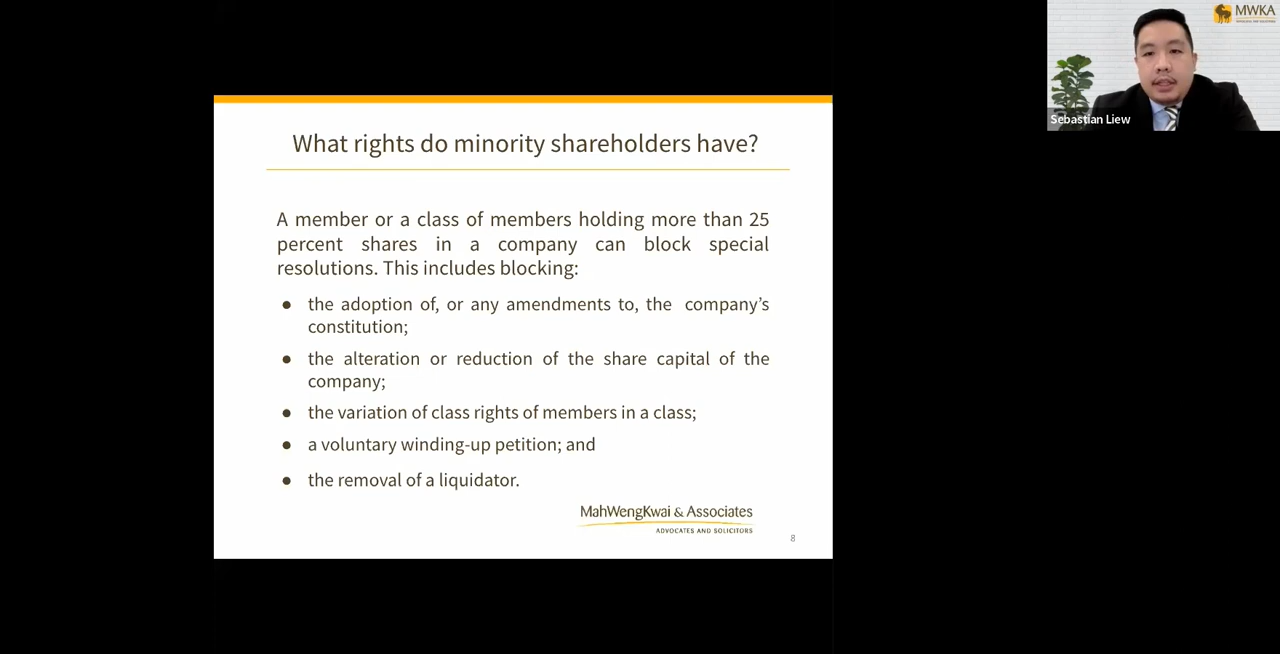 MWKA
Sebastian Liew
What rights do minority shareholders have?
A member or a class of members holding more than 25
percent shares in a company can block special
resolutions. This includes blocking:
● the adoption of, or any amendments to, the company's
constitution;
● the alteration or reduction of the share capital of the
company;
● the variation of class rights of members in a class;
● a voluntary winding-up petition; and
● the removal of a liquidator.
MahWengKwai & Associates
ADVOCATES AND SOLICITORS
8